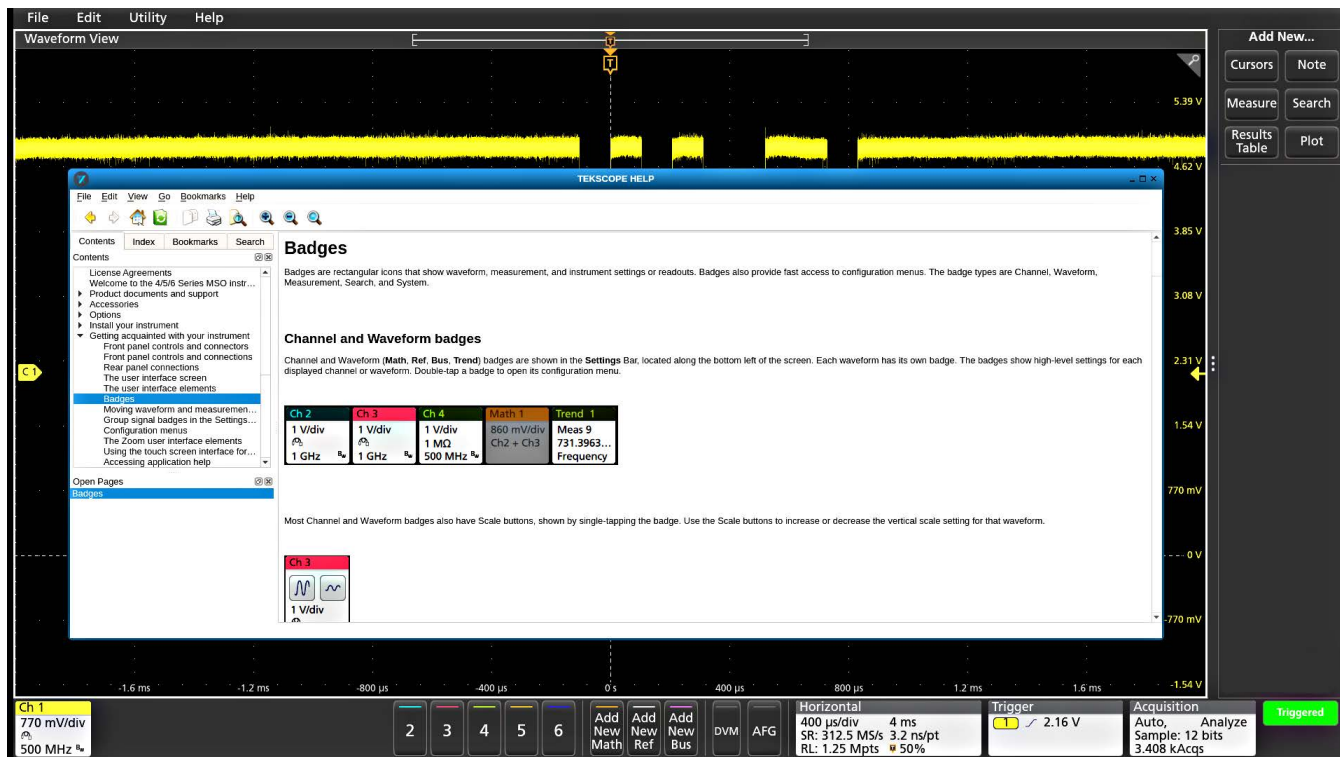 File Edit Utility Help
Waveform View
T
T
Add New...
Cursors Note
Measure Search
Results Table Plot
5.39 V
4.62 V
3.85 V
3.08 V
2.31 V
1.54 V
770 mV
0 V
-770 mV
-1.54 V
C 1
TEKSCOPE HELP
File Edit View Go Bookmarks Help
Contents Index Bookmarks Search
Contents
License Agreements
Welcome to the 4/5/6 Series MSO instr...
Product documents and support
Accessories
Options
Install your instrument
Getting acquainted with your instrument
Front panel controls and connectors
Front panel controls and connections
Rear panel connections
The user interface screen
The user interface elements
Badges
Moving waveform and measuremen...
Group signal badges in the Settings...
Configuration menus
The Zoom user interface elements
Using the touch screen interface for...
Accessing application help
Open Pages
Badges
Badges
Badges are rectangular icons that show waveform, measurement, and instrument settings or readouts. Badges also provide fast access to configuration menus. The badge types are Channel, Waveform,
Measurement, Search, and System.
Channel and Waveform badges
Channel and Waveform (Math, Ref, Bus, Trend) badges are shown in the Settings Bar, located along the bottom left of the screen. Each waveform has its own badge. The badges show high-level settings for each
displayed channel or waveform. Double-tap a badge to open its configuration menu.
Ch 2 Ch 3 Ch 4 Math 1 Trend 1
1 V/div 1 V/div 1 V/div 860 mV/div Meas 9
1 MΩ Ch2 + Ch3 731.3963...
1 GHz Bw 1 GHz Bw 500 MHz Bw Frequency
Most Channel and Waveform badges also have Scale buttons, shown by single-tapping the badge. Use the Scale buttons to increase or decrease the vertical scale setting for that waveform.
Ch 3
1 V/div
-1.6 ms -1.2 ms -800 µs -400 µs 0 s 400 µs 800 µs 1.2 ms 1.6 ms
Ch 1
770 mV/div
500 MHz Bw
2 3 4 5 6
Add New Math
Add New Ref
Add New Bus
DVM AFG
Horizontal
400 µs/div 4 ms
SR: 312.5 MS/s 3.2 ns/pt
RL: 1.25 Mpts 50%
Trigger
1 2.16 V
Acquisition
Auto, Analyze
Sample: 12 bits
3.408 kAcqs
Triggered